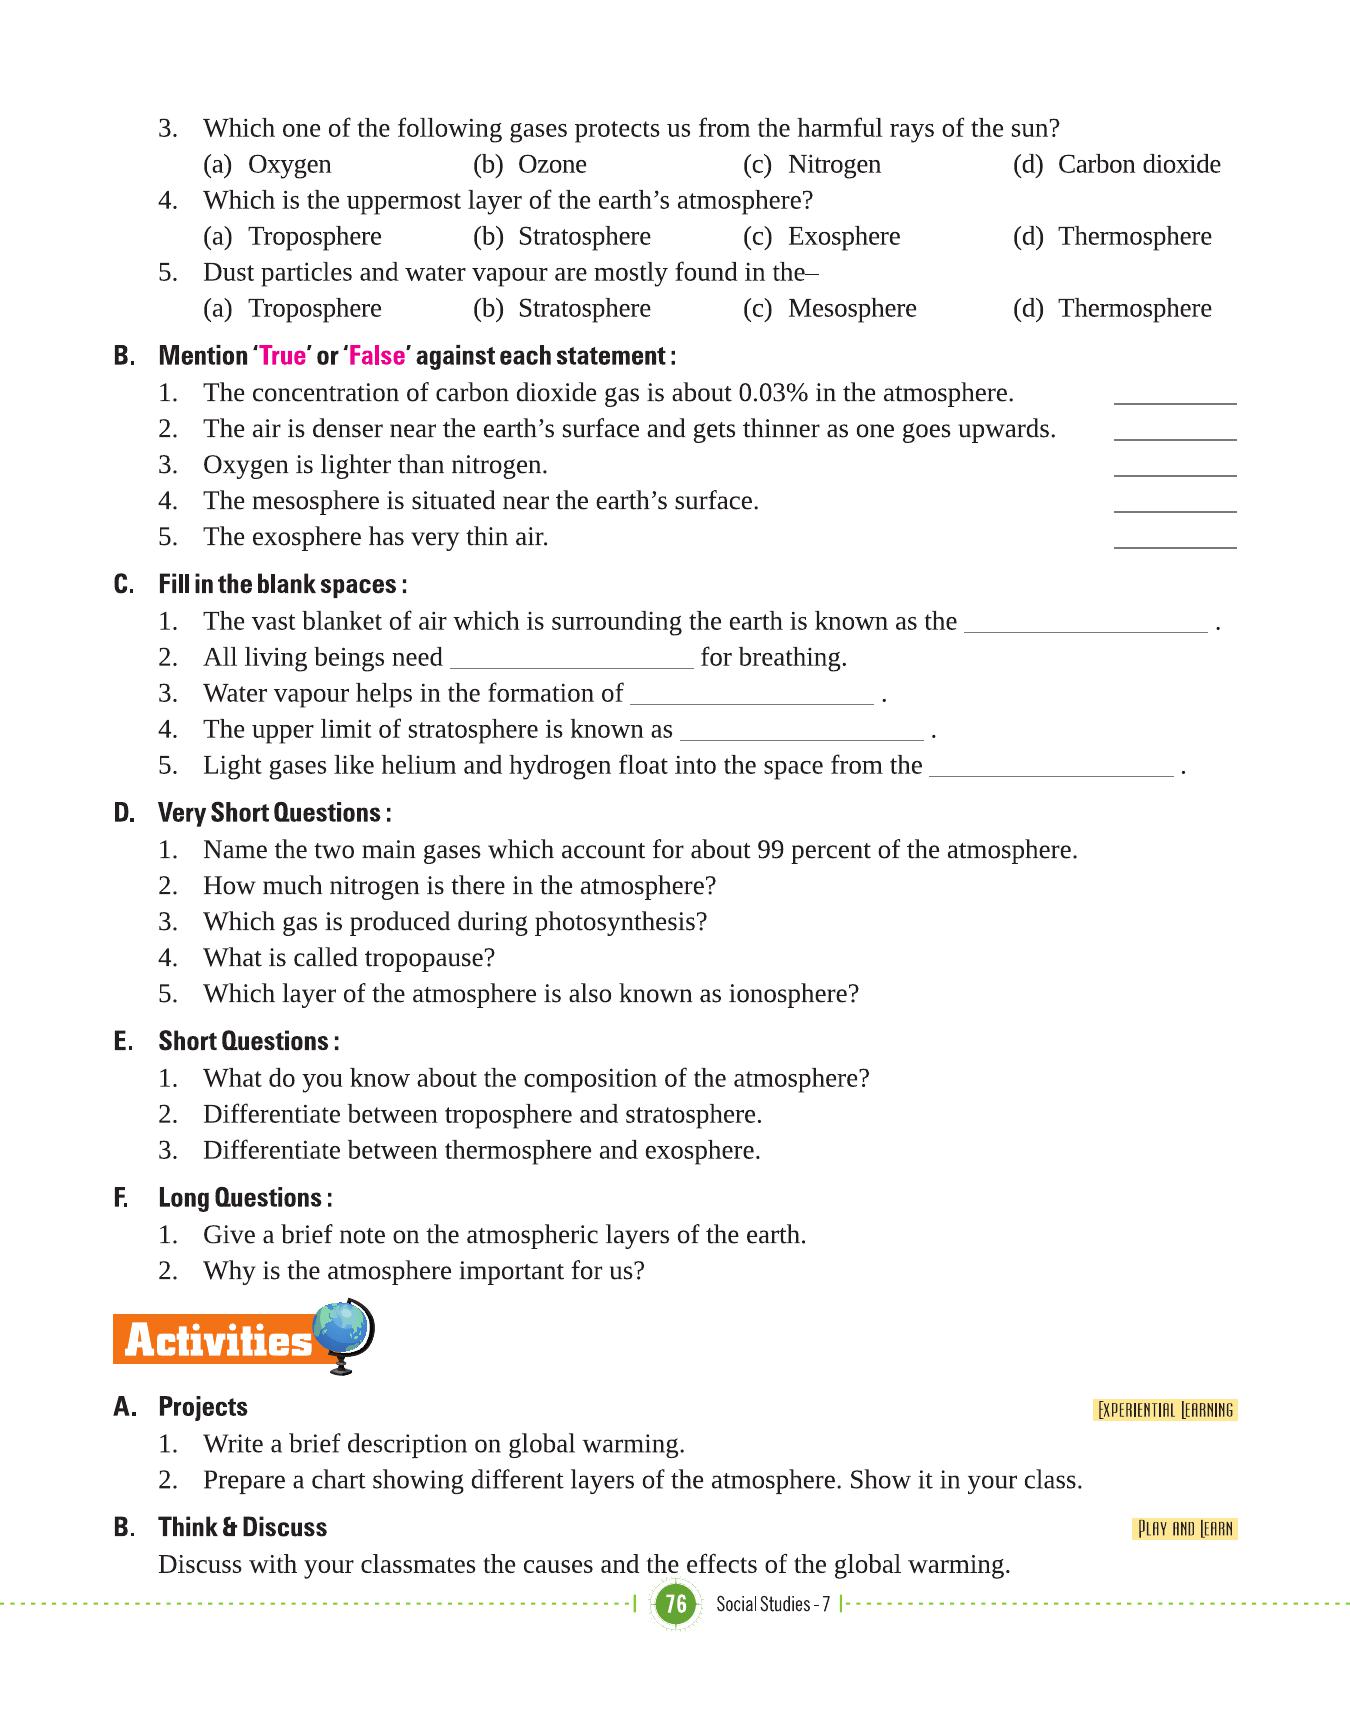 3. Which one of the following gases protects us from the harmful rays of the sun?
(a) Oxygen (b) Ozone (c) Nitrogen (d) Carbon dioxide
4. Which is the uppermost layer of the earth’s atmosphere?
(a) Troposphere (b) Stratosphere (c) Exosphere (d) Thermosphere
5. Dust particles and water vapour are mostly found in the–
(a) Troposphere (b) Stratosphere (c) Mesosphere (d) Thermosphere
B. Mention ‘True’ or ‘False’ against each statement :
1. The concentration of carbon dioxide gas is about 0.03% in the atmosphere. ________
2. The air is denser near the earth’s surface and gets thinner as one goes upwards. ________
3. Oxygen is lighter than nitrogen. ________
4. The mesosphere is situated near the earth’s surface. ________
5. The exosphere has very thin air. ________
C. Fill in the blank spaces :
1. The vast blanket of air which is surrounding the earth is known as the ________________ .
2. All living beings need ________________ for breathing.
3. Water vapour helps in the formation of ________________ .
4. The upper limit of stratosphere is known as ________________ .
5. Light gases like helium and hydrogen float into the space from the ________________ .
D. Very Short Questions :
1. Name the two main gases which account for about 99 percent of the atmosphere.
2. How much nitrogen is there in the atmosphere?
3. Which gas is produced during photosynthesis?
4. What is called tropopause?
5. Which layer of the atmosphere is also known as ionosphere?
E. Short Questions :
1. What do you know about the composition of the atmosphere?
2. Differentiate between troposphere and stratosphere.
3. Differentiate between thermosphere and exosphere.
F. Long Questions :
1. Give a brief note on the atmospheric layers of the earth.
2. Why is the atmosphere important for us?
Activities
A. Projects EXPERIENTIAL LEARNING
1. Write a brief description on global warming.
2. Prepare a chart showing different layers of the atmosphere. Show it in your class.
B. Think & Discuss PLAY AND LEARN
Discuss with your classmates the causes and the effects of the global warming.
76 Social Studies - 7